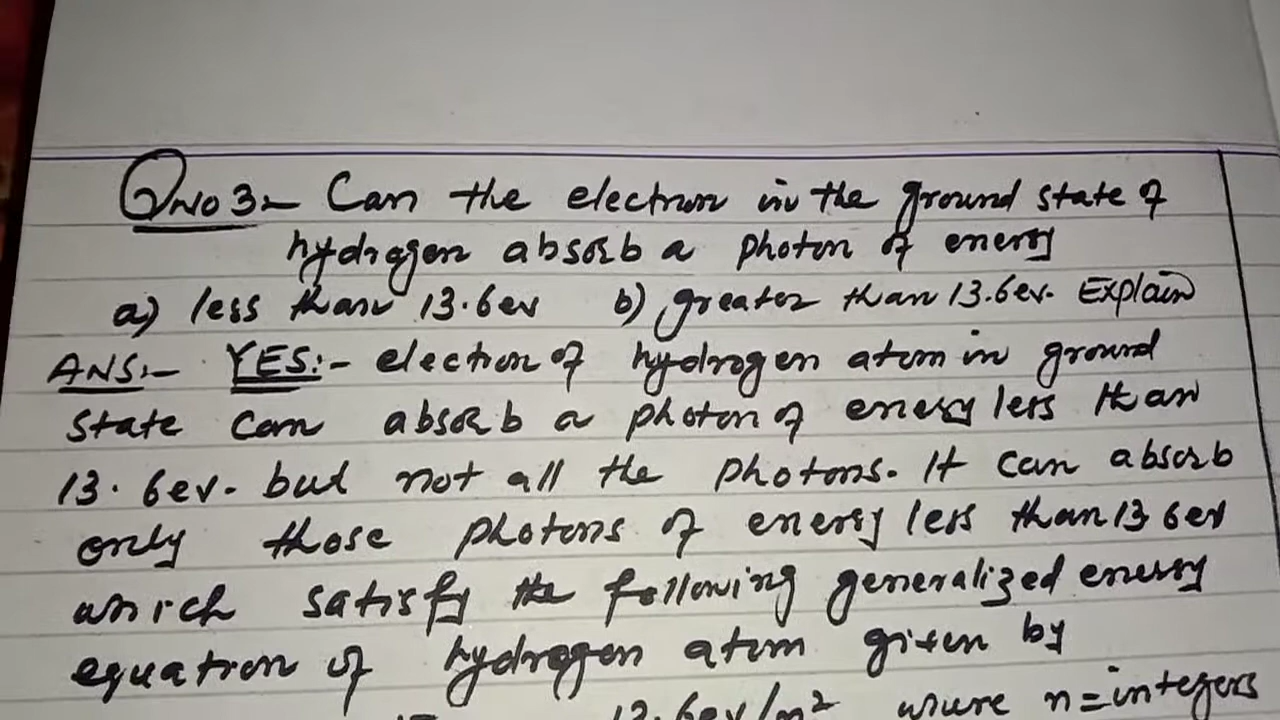 QNO 3:- Can the electron in the ground state of
hydrogen absorb a photon of energy
a) less than 13.6ev b) greater than 13.6ev. Explain
ANS:- YES:- electron of hydrogen atom in ground
state can absorb a photon of energy less than
13.6ev. but not all the photons. It can absorb
only those photons of energy less than 13.6ev
which satisfy the following generalized energy
equation of hydrogen atom given by
13.6ev/n² where n=integers